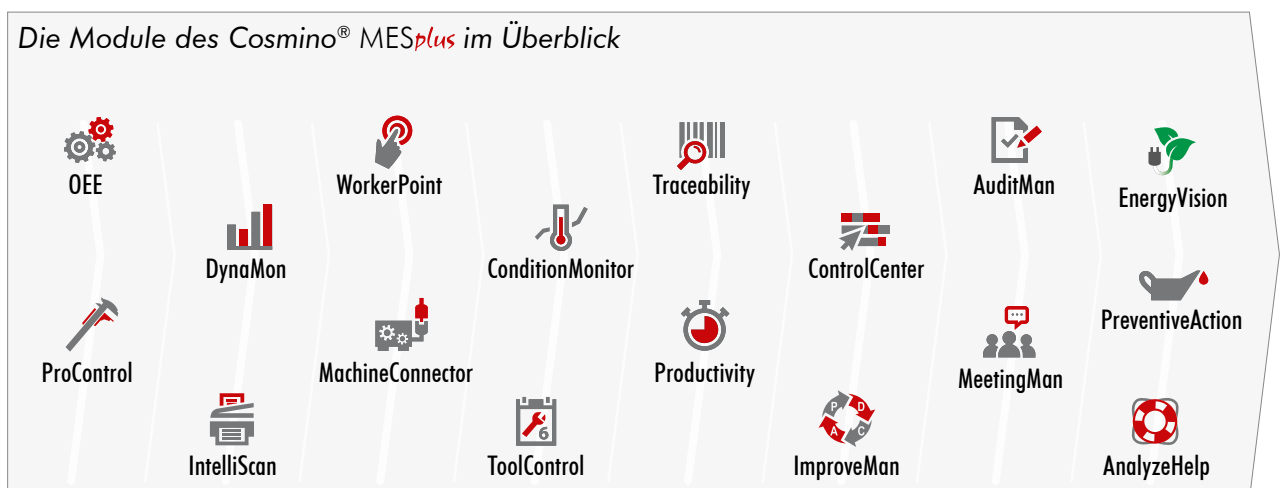 Die Module des Cosmino® MESplus im Überblick
OEE
WorkerPoint
Traceability
AuditMan
EnergyVision
DynaMon
ConditionMonitor
ControlCenter
PreventiveAction
ProControl
MachineConnector
Productivity
MeetingMan
6
P D
A C
IntelliScan
ToolControl
ImproveMan
AnalyzeHelp